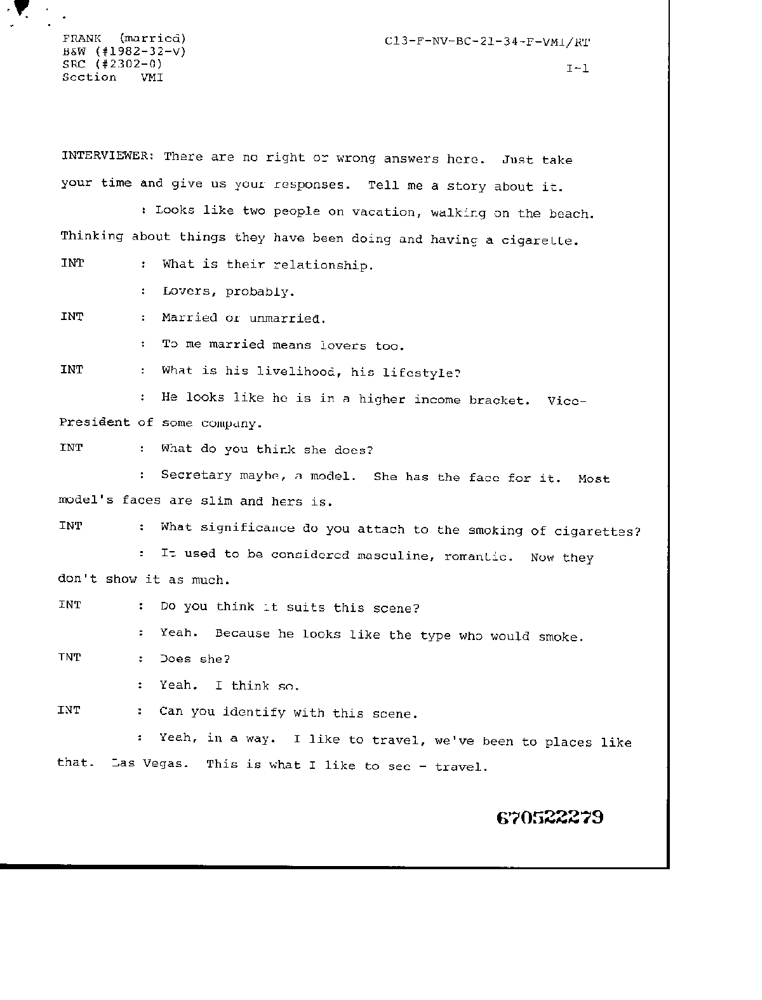 FRANK (married)
B&W (#1982-32-V)
SRC (#2302-0)
Section VMI
C13-F-NV-BC-21-34-F-VMI/RT
I-1
INTERVIEWER: There are no right or wrong answers here. Just take
your time and give us your responses. Tell me a story about it.
: Looks like two people on vacation, walking on the beach.
Thinking about things they have been doing and having a cigarette.
INT : What is their relationship.
: Lovers, probably.
INT : Married or unmarried.
: To me married means lovers too.
INT : What is his livelihood, his lifestyle?
: He looks like he is in a higher income bracket. Vice-
President of some company.
INT : What do you think she does?
: Secretary maybe, a model. She has the face for it. Most
model's faces are slim and hers is.
INT : What significance do you attach to the smoking of cigarettes?
: It used to be considered masculine, romantic. Now they
don't show it as much.
INT : Do you think it suits this scene?
: Yeah. Because he looks like the type who would smoke.
INT : Does she?
: Yeah. I think so.
INT : Can you identify with this scene.
: Yeah, in a way. I like to travel, we've been to places like
that. Las Vegas. This is what I like to see - travel.
670522279